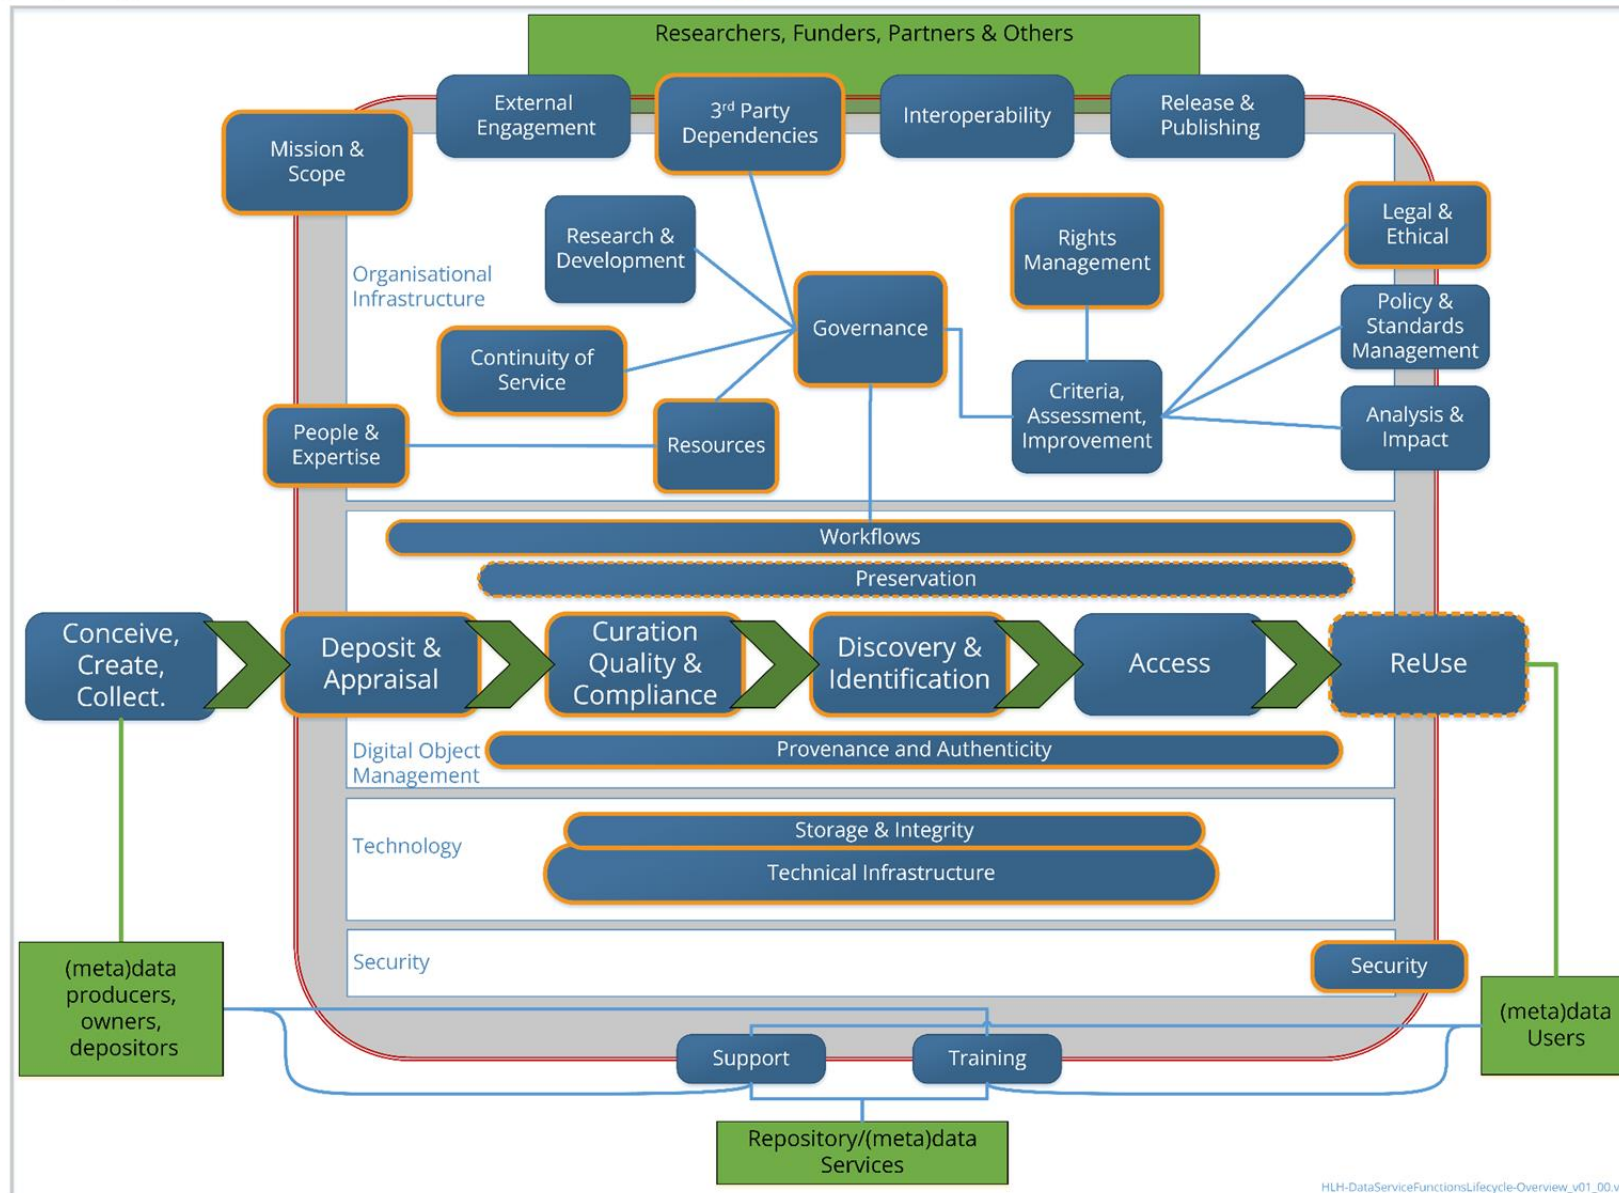 Researchers, Funders, Partners & Others
External
Engagement
3rd Party
Dependencies
Interoperability
Release &
Publishing
Mission &
Scope
Research &
Development
Rights
Management
Legal &
Ethical
Organisational
Infrastructure
Governance
Policy &
Standards
Management
Continuity of
Service
Criteria,
Assessment,
Improvement
Analysis &
Impact
People &
Expertise
Resources
Workflows
Preservation
Conceive,
Create,
Collect.
Deposit &
Appraisal
Curation
Quality &
Compliance
Discovery &
Identification
Access
ReUse
Digital Object
Management
Provenance and Authenticity
Technology
Storage & Integrity
Technical Infrastructure
Security
Security
(meta)data
producers,
owners,
depositors
(meta)data
Users
Support
Training
Repository/(meta)data
Services
HLH-DataServiceFunctionsLifecycle-Overview_v01_00.v